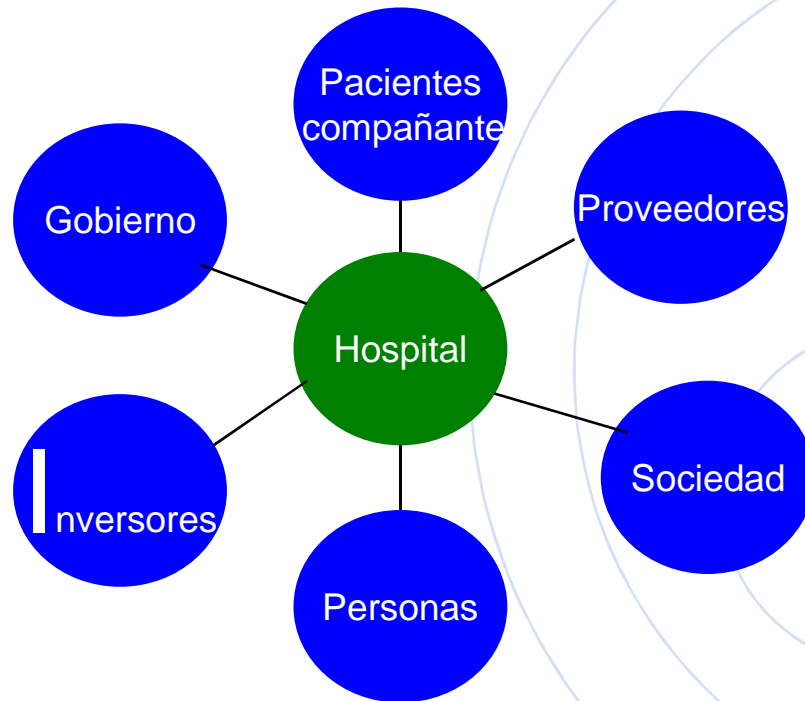 Pacientes
compañante
Gobierno
Proveedores
Hospital
Inversores
Sociedad
Personas